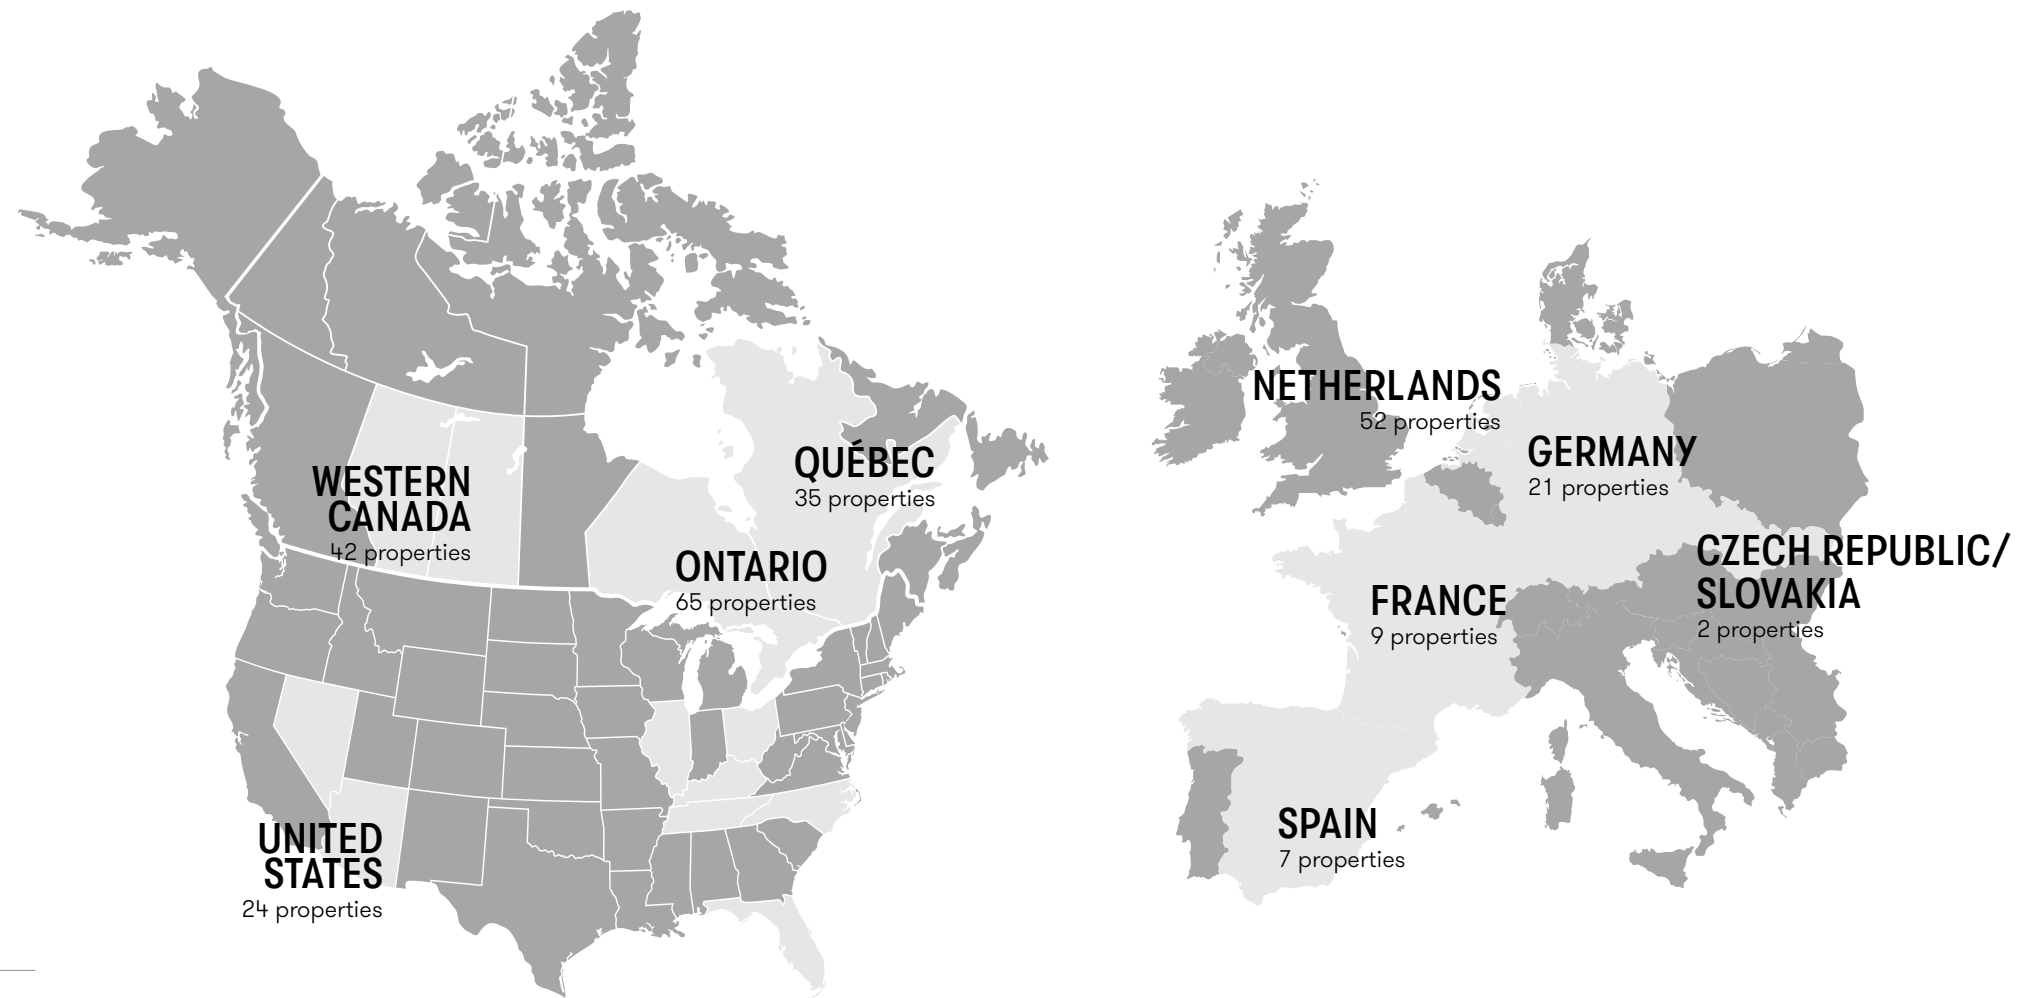 WESTERN
CANADA
42 properties
QUÉBEC
35 properties
ONTARIO
65 properties
UNITED
STATES
24 properties
NETHERLANDS
52 properties
GERMANY
21 properties
CZECH REPUBLIC/
SLOVAKIA
2 properties
FRANCE
9 properties
SPAIN
7 properties